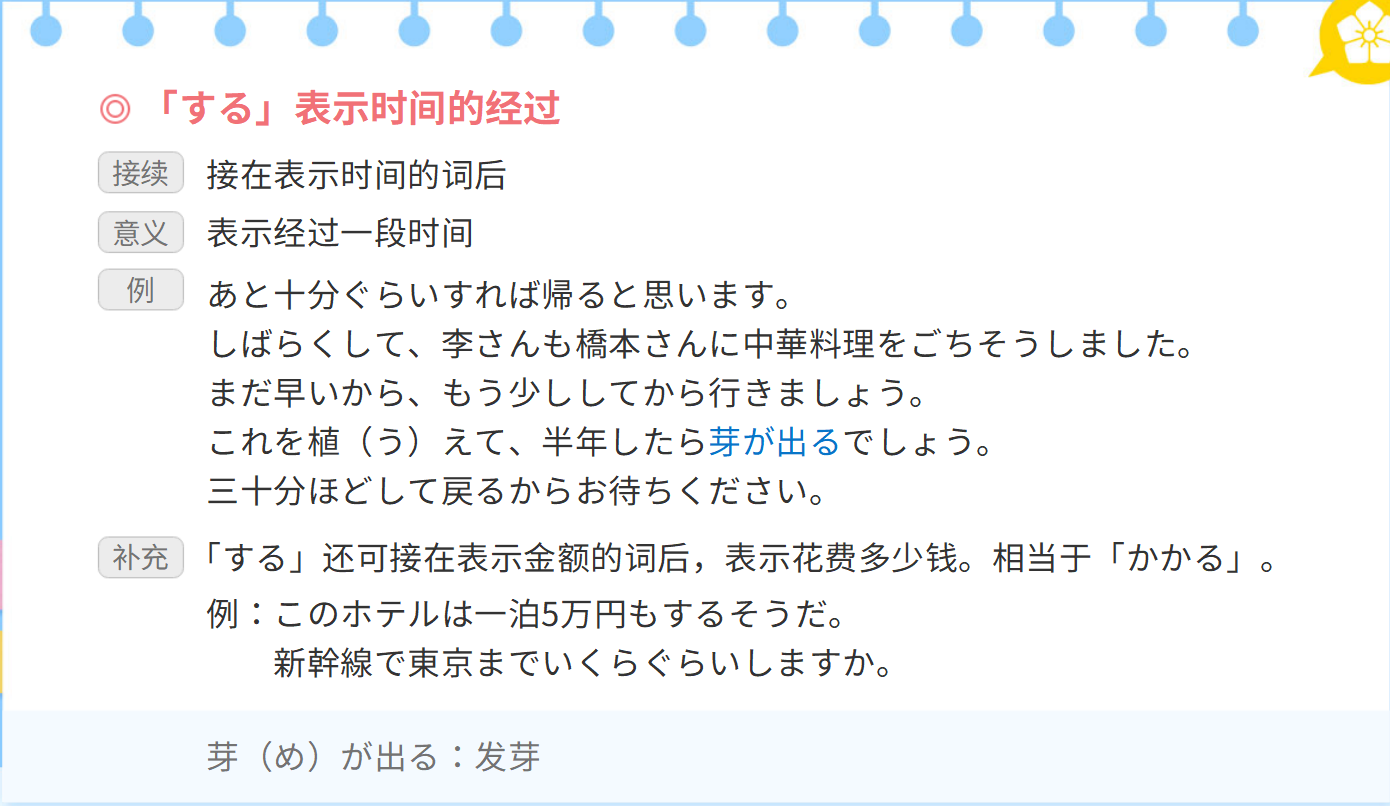 ◎「する」表示时间的经过
接续 接在表示时间的词后
意义 表示经过一段时间
例 あと十分ぐらいすれば帰ると思います。
しばらくして、李さんも橋本さんに中華料理をごちそうしました。
まだ早いから、もう少ししてから行きましょう。
これを植（う）えて、半年したら芽が出るでしょう。
三十分ほどして戻るからお待ちください。
补充 「する」还可接在表示金额的词后，表示花费多少钱。相当于「かかる」。
例：このホテルは一泊5万円もするそうだ。
新幹線で東京までいくらぐらいしますか。
芽（め）が出る：发芽